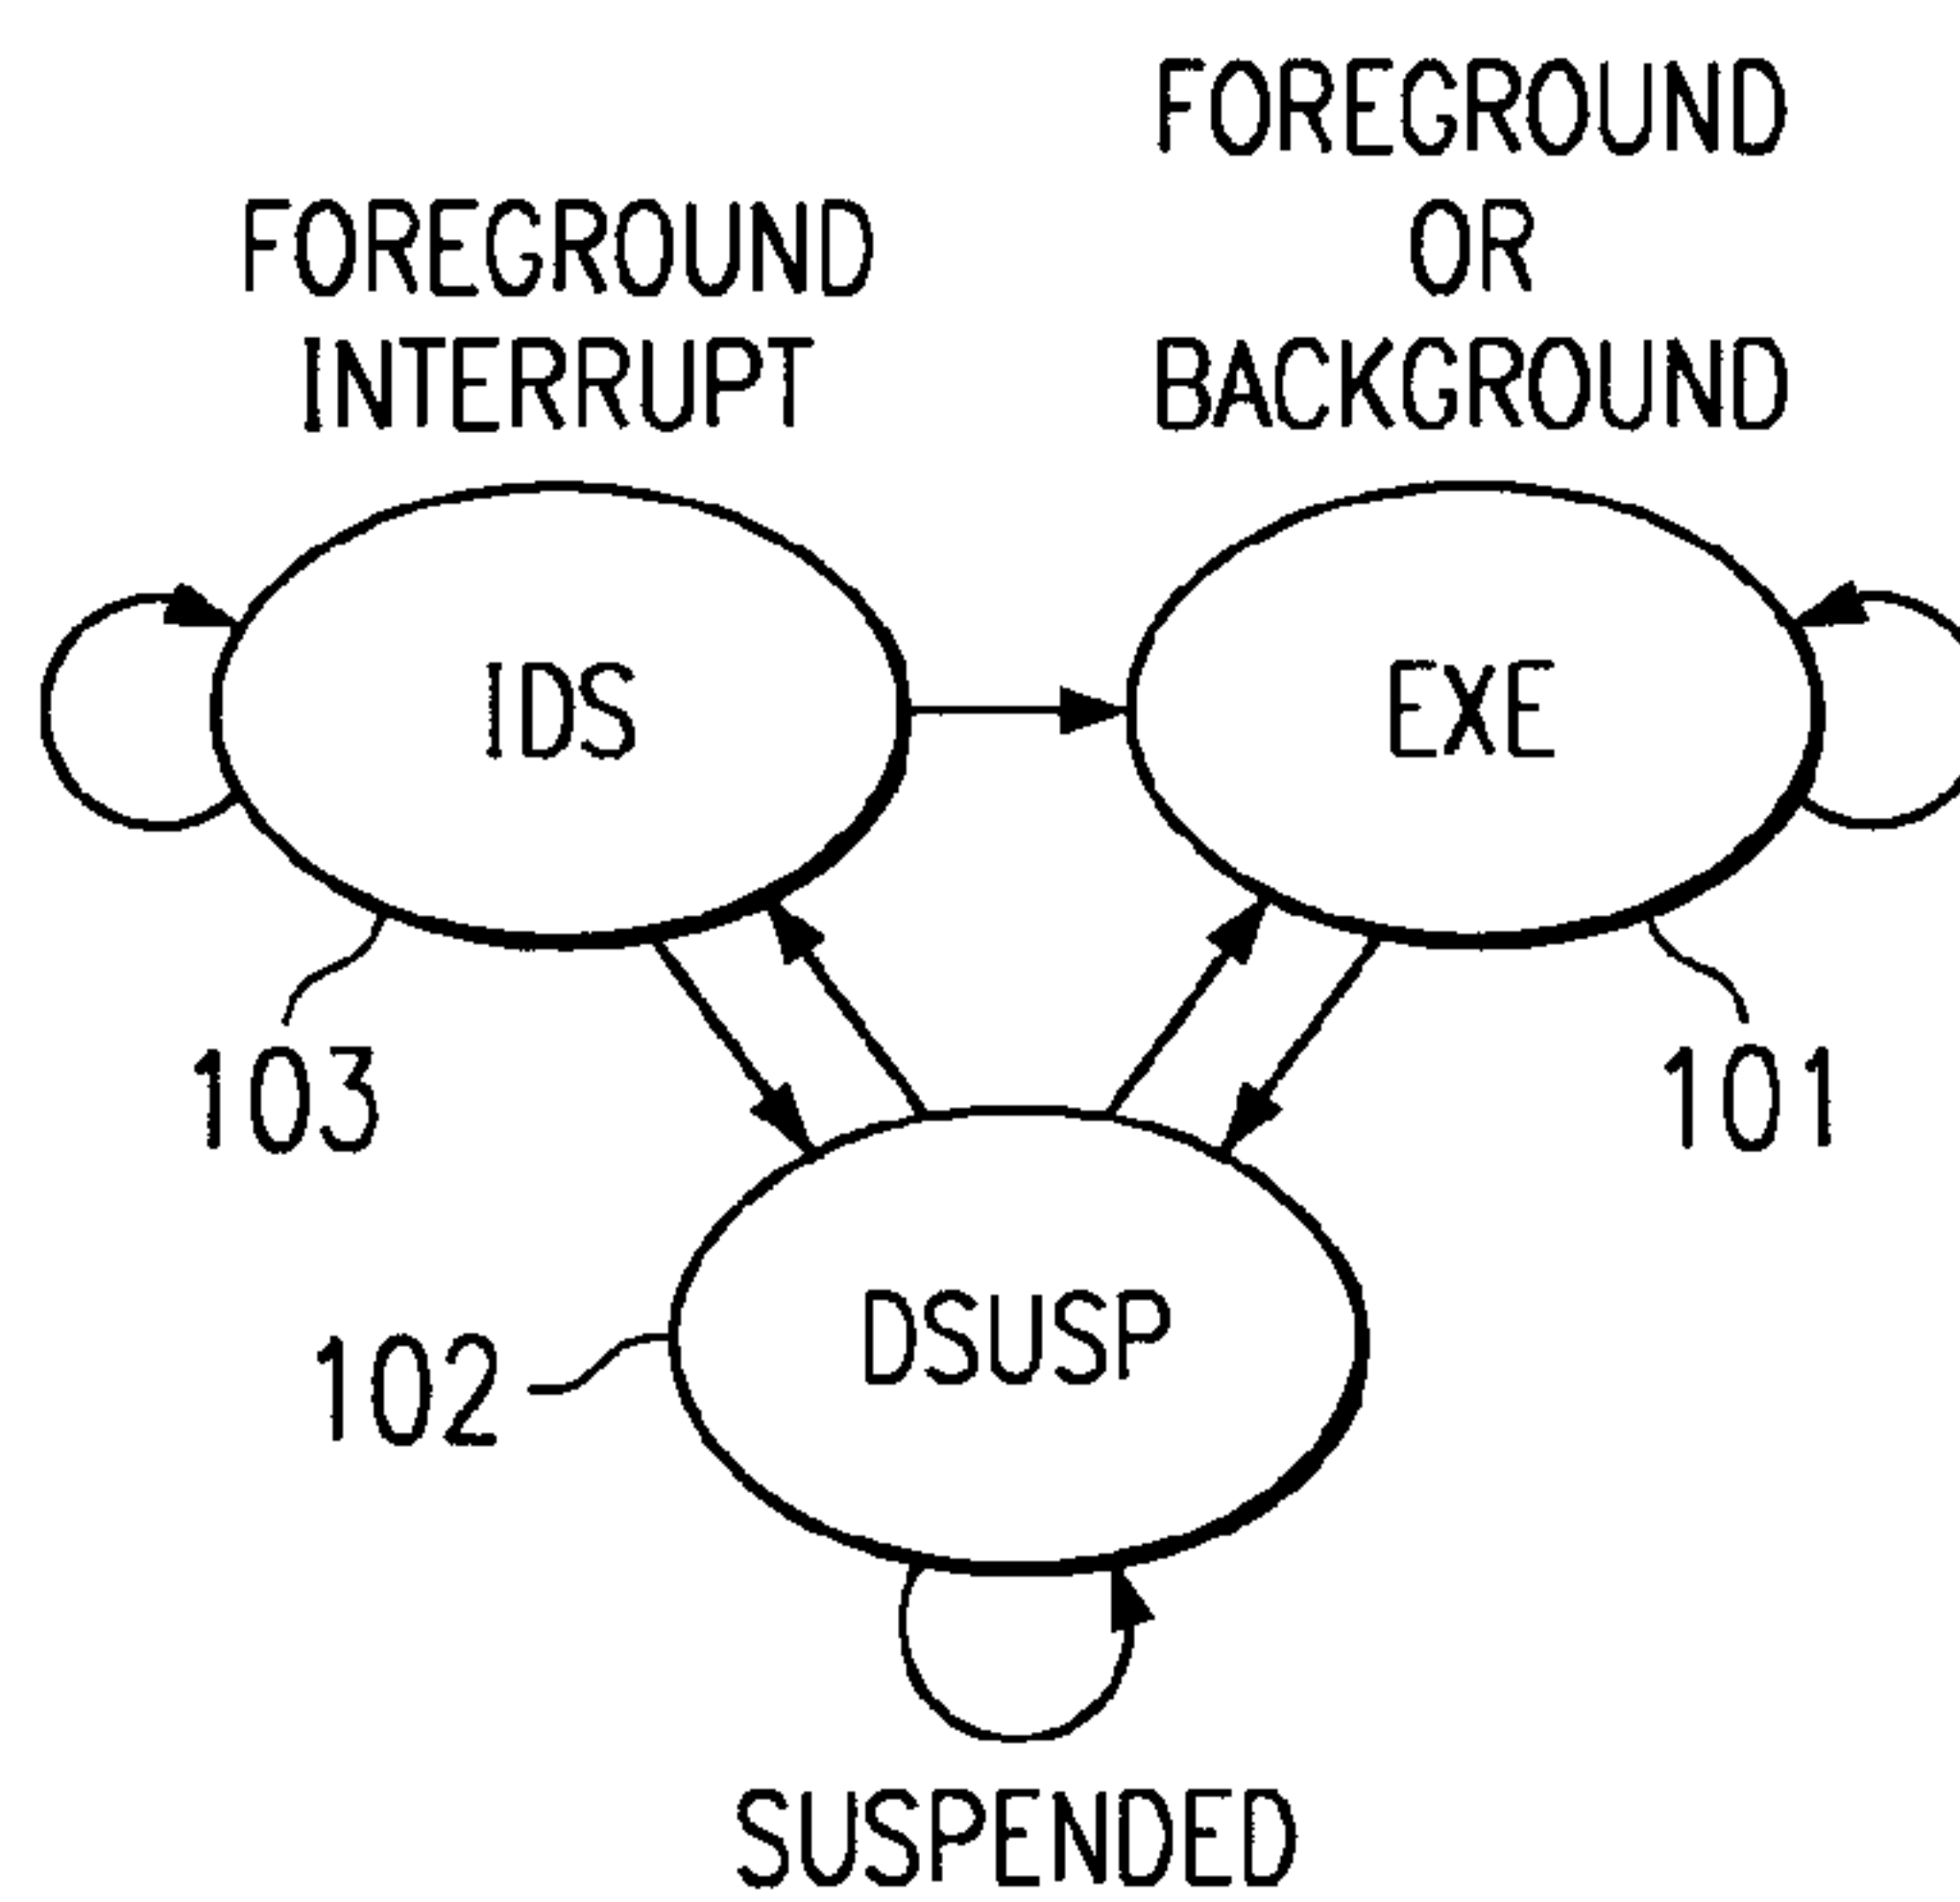 FOREGROUND
INTERRUPT
FOREGROUND
OR
BACKGROUND
IDS
EXE
103
101
DSUSP
102
SUSPENDED